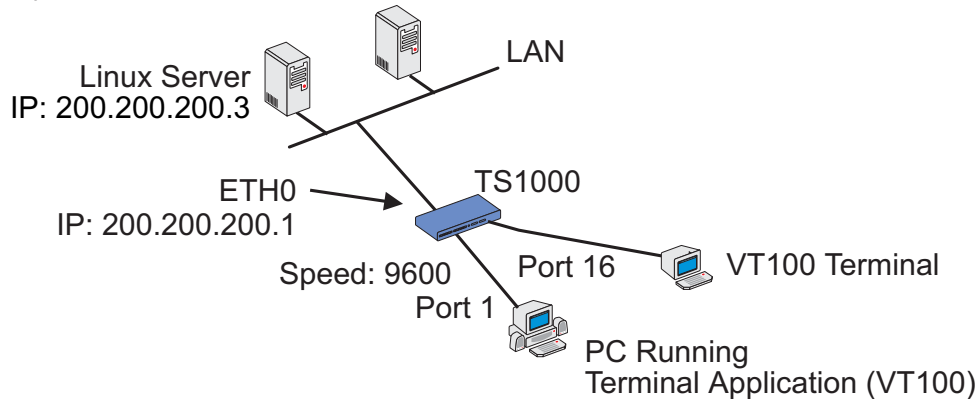 LAN
Linux Server
IP: 200.200.200.3
ETH0
IP: 200.200.200.1
TS1000
Speed: 9600
Port 1
Port 16
VT100 Terminal
PC Running
Terminal Application (VT100)